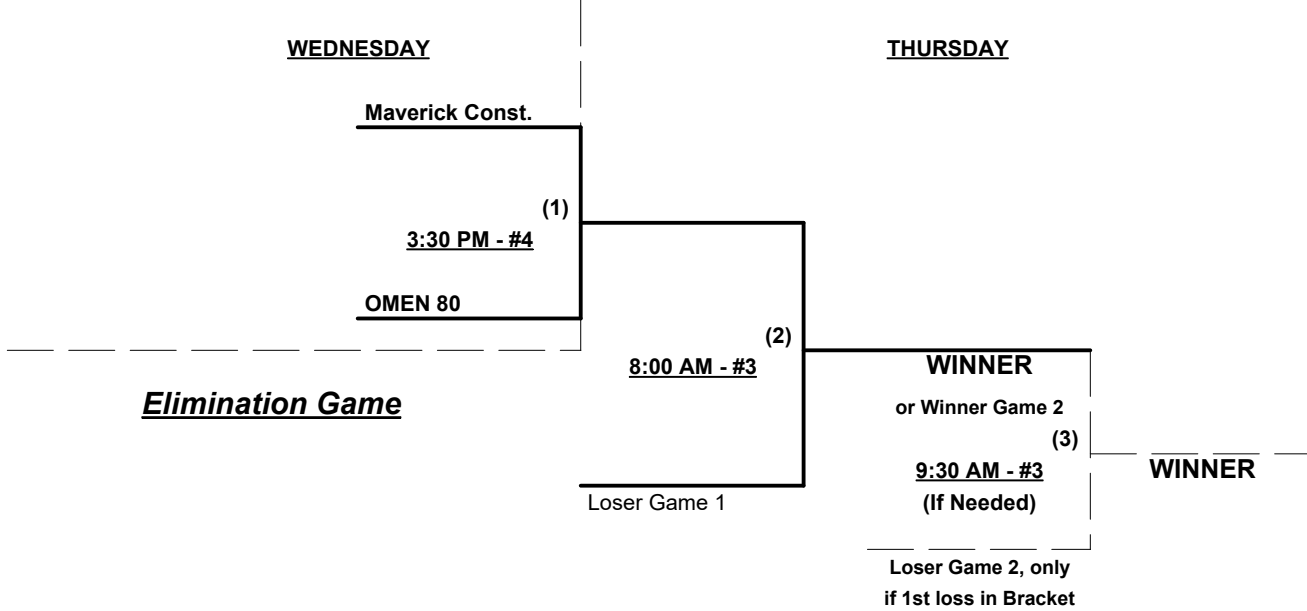 WEDNESDAY
THURSDAY
Maverick Const.
(1)
3:30 PM - #4
OMEN 80
(2)
8:00 AM - #3
WINNER
Elimination Game
or Winner Game 2
(3)
9:30 AM - #3
WINNER
Loser Game 1
(If Needed)
Loser Game 2, only
if 1st loss in Bracket